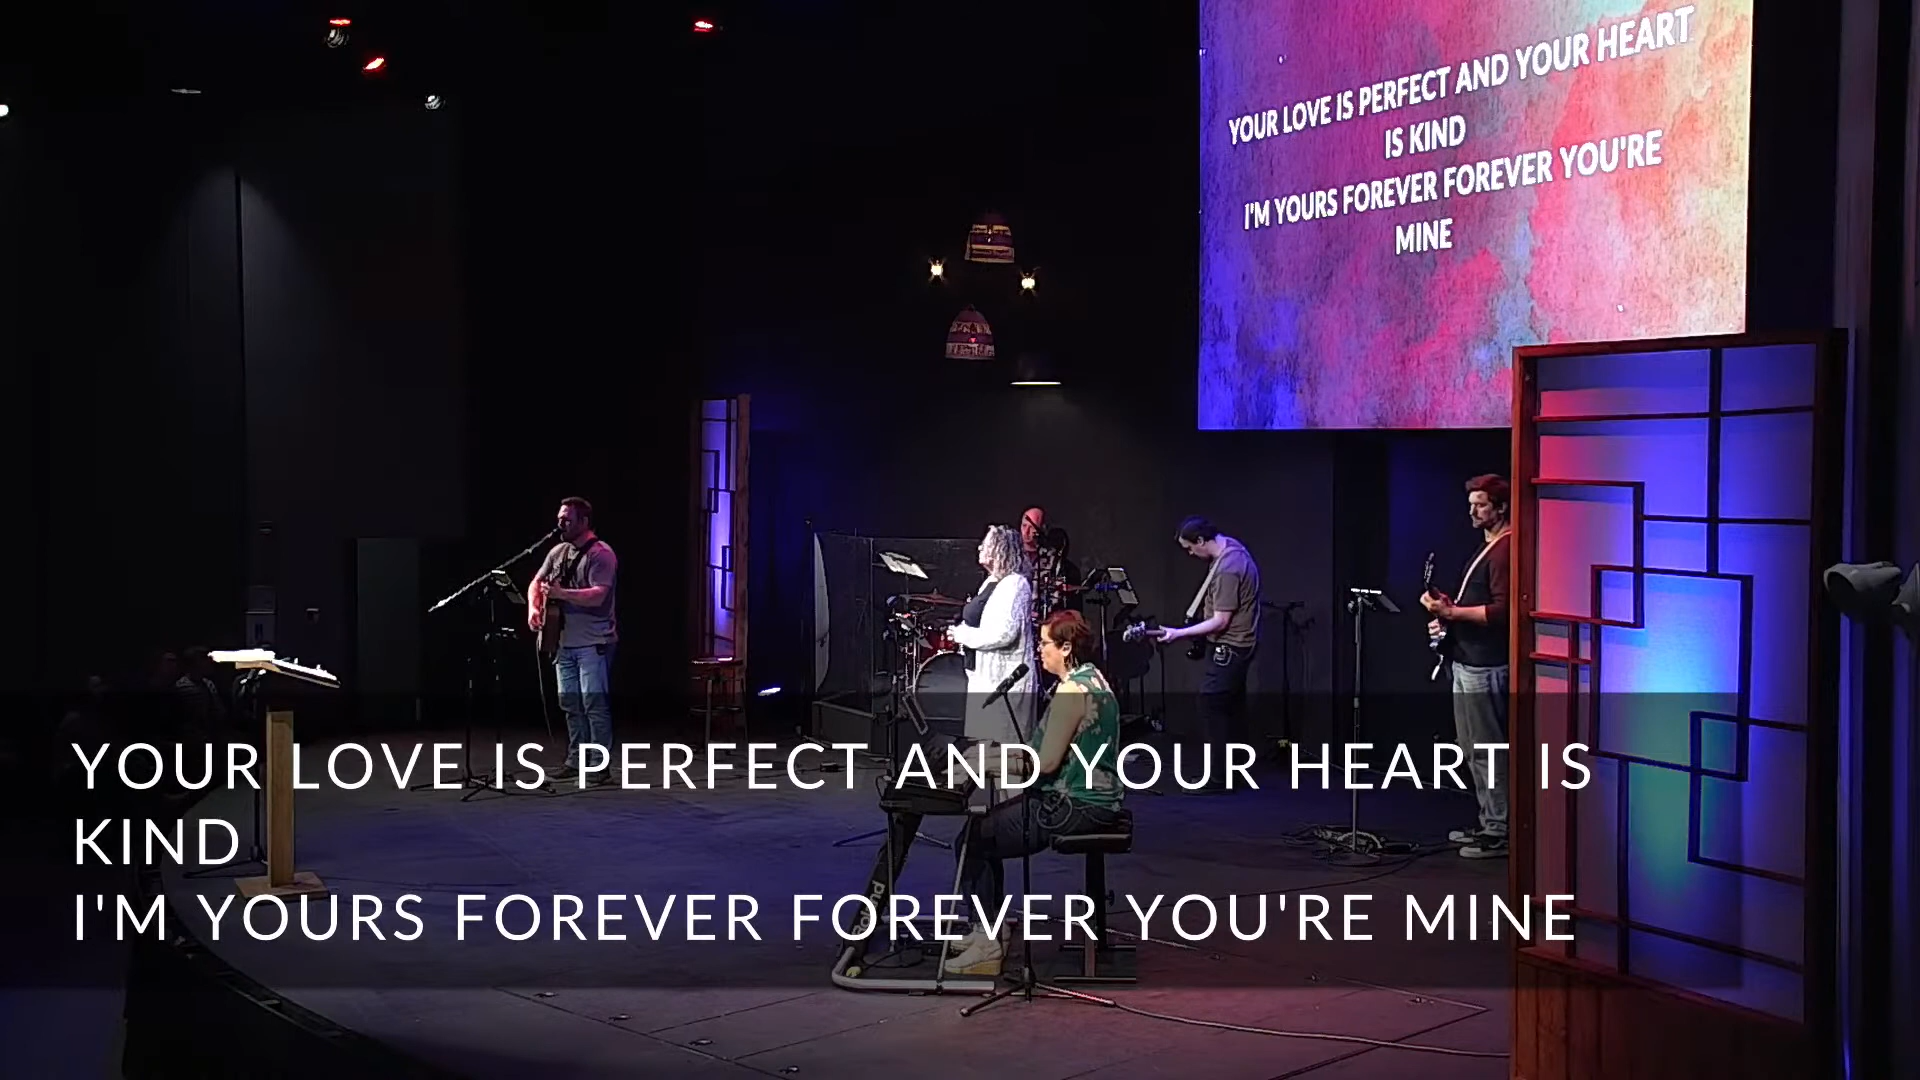 YOUR LOVE IS PERFECT AND YOUR HEART
IS KIND
I'M YOURS FOREVER FOREVER YOU'RE
MINE
YOUR LOVE IS PERFECT AND YOUR HEART IS
KIND
I'M YOURS FOREVER FOREVER YOU'RE MINE
Roland